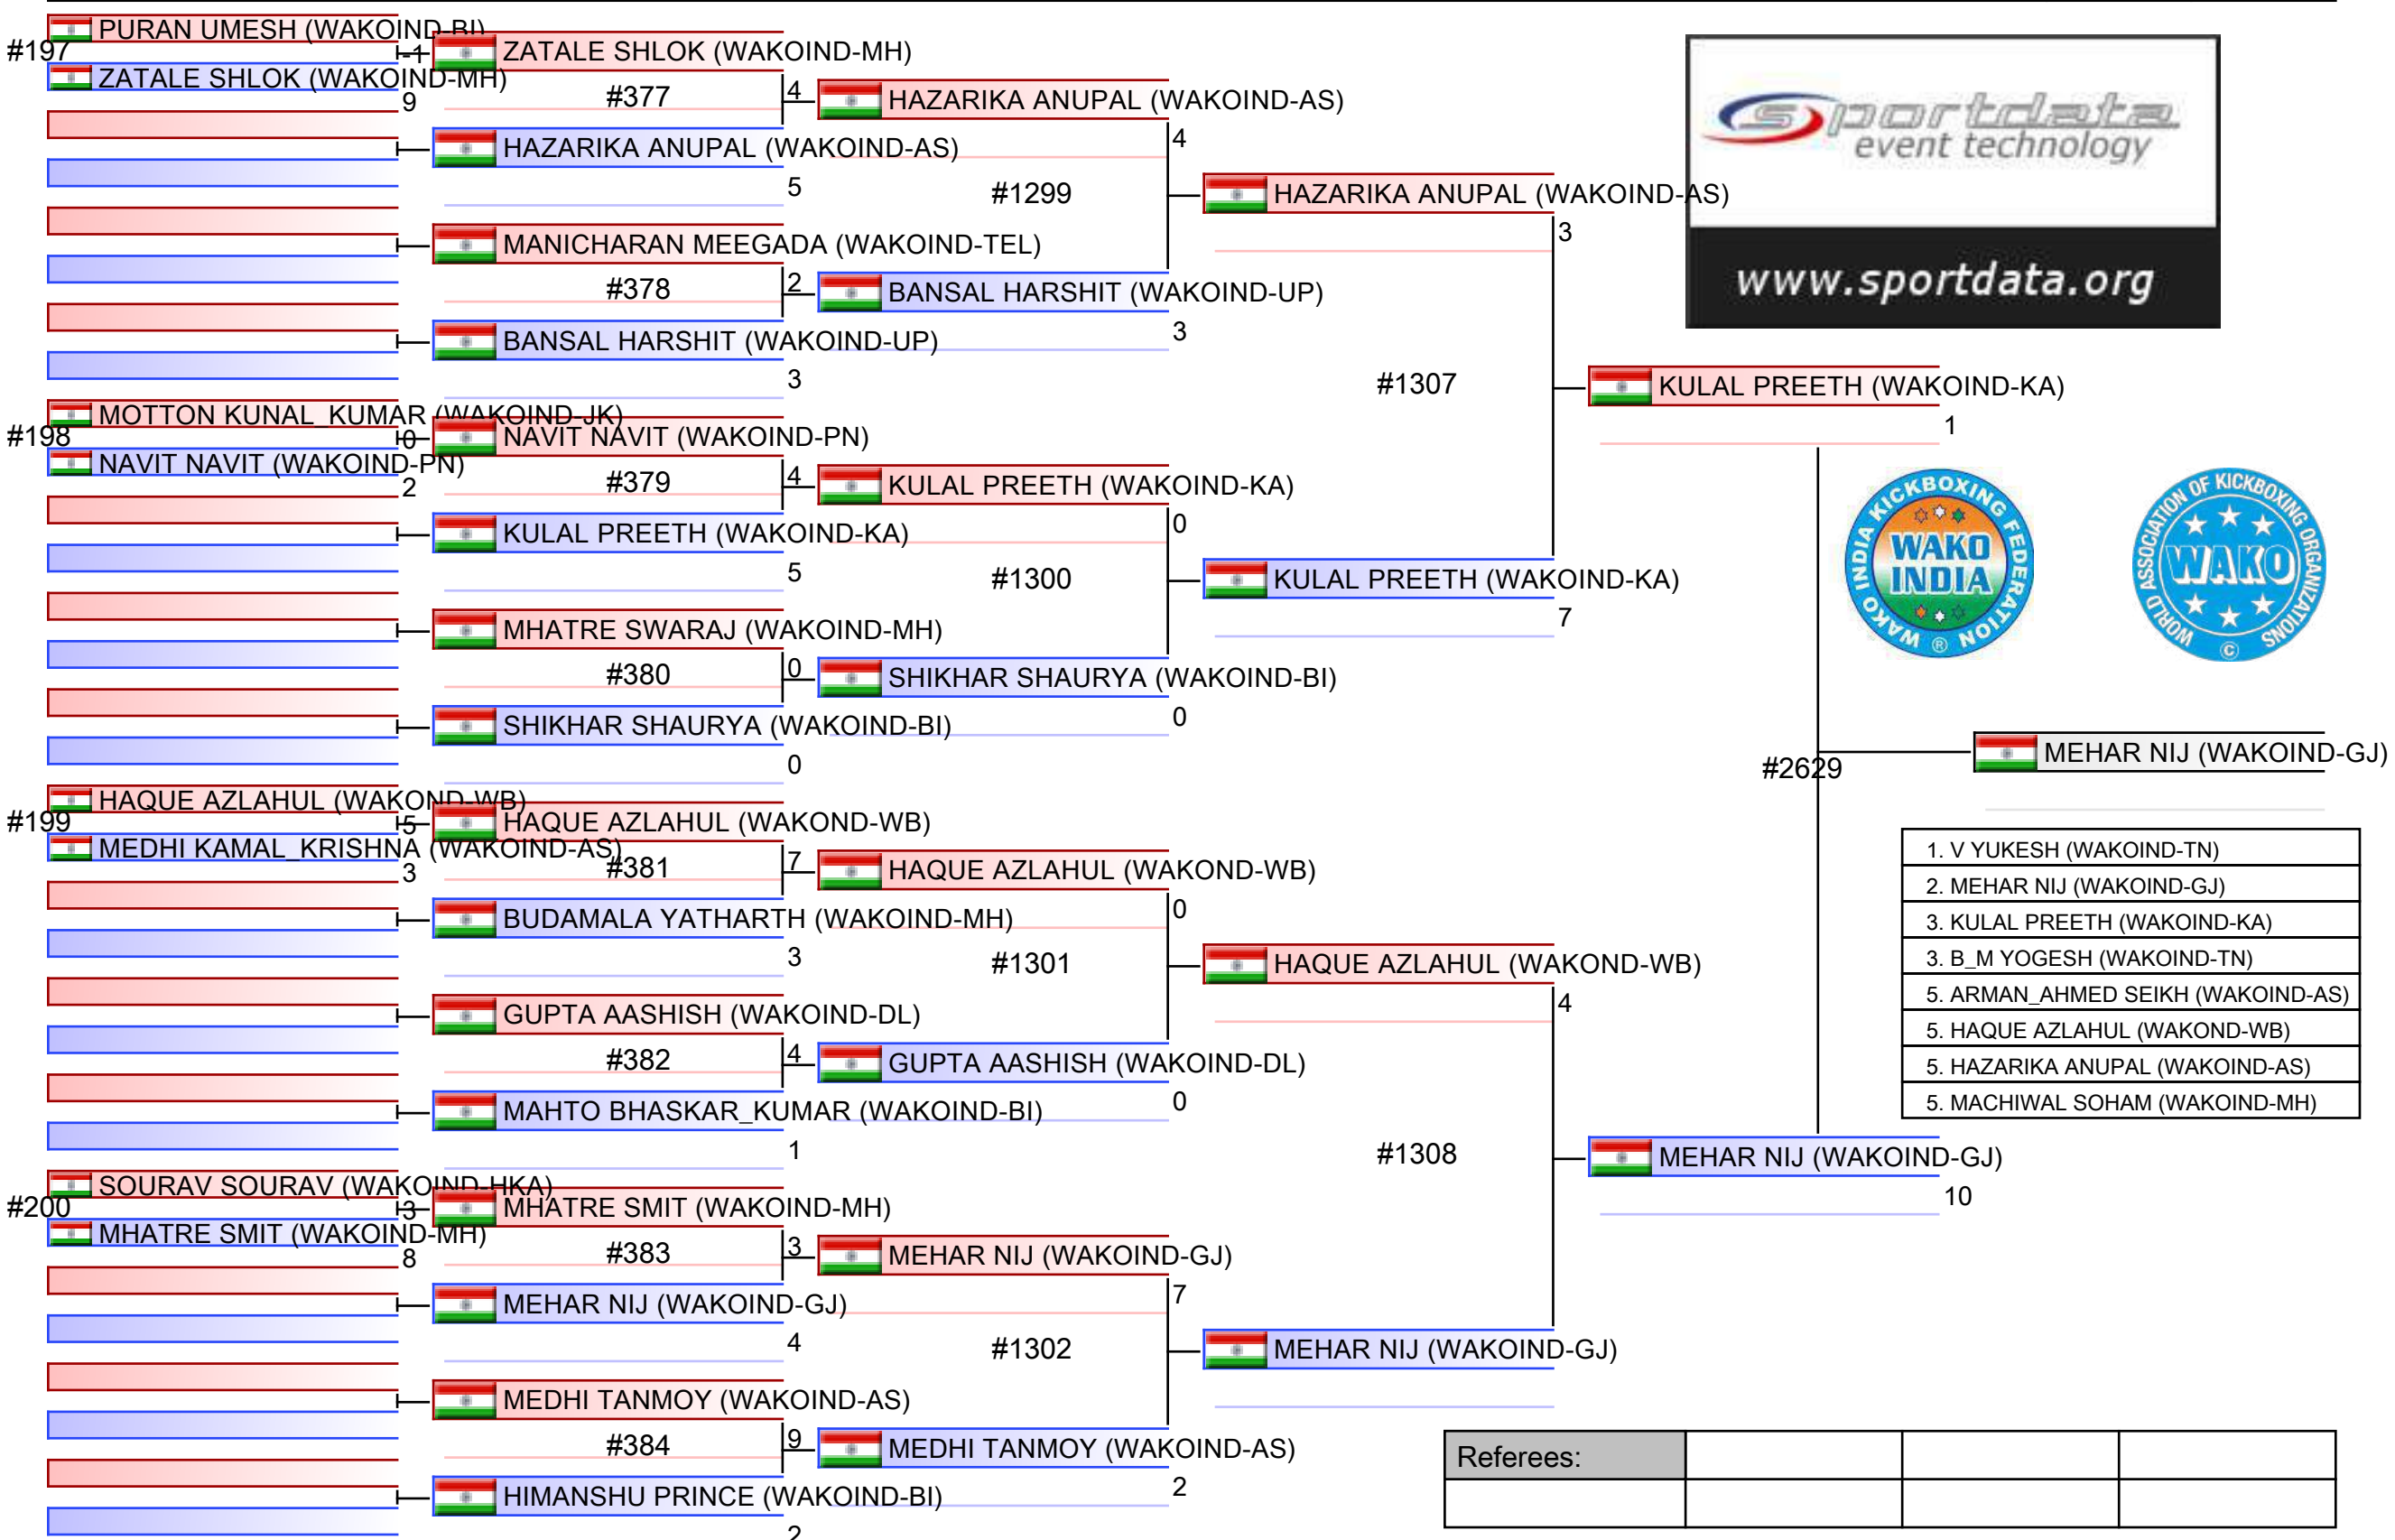 PURAN UMESH (WAKOIND-BI)
#197
-1
ZATALE SHLOK (WAKOIND-MH)
9
ZATALE SHLOK (WAKOIND-MH)
#377
4
HAZARIKA ANUPAL (WAKOIND-AS)
5
HAZARIKA ANUPAL (WAKOIND-AS)
4
#1299
MANICHARAN MEEGADA (WAKOIND-TEL)
#378
2
BANSAL HARSHIT (WAKOIND-UP)
3
BANSAL HARSHIT (WAKOIND-UP)
3
HAZARIKA ANUPAL (WAKOIND-AS)
3
#1307
MOTTON KUNAL_KUMAR (WAKOIND-JK)
#198
0
NAVIT NAVIT (WAKOIND-PN)
2
NAVIT NAVIT (WAKOIND-PN)
#379
4
KULAL PREETH (WAKOIND-KA)
5
KULAL PREETH (WAKOIND-KA)
0
#1300
MHATRE SWARAJ (WAKOIND-MH)
#380
0
SHIKHAR SHAURYA (WAKOIND-BI)
0
SHIKHAR SHAURYA (WAKOIND-BI)
0
KULAL PREETH (WAKOIND-KA)
7
KULAL PREETH (WAKOIND-KA)
1
#2629
HAQUE AZLAHUL (WAKOND-WB)
#199
5
MEDHI KAMAL_KRISHNA (WAKOIND-AS)
3
HAQUE AZLAHUL (WAKOND-WB)
#381
7
BUDAMALA YATHARTH (WAKOIND-MH)
3
HAQUE AZLAHUL (WAKOND-WB)
0
#1301
GUPTA AASHISH (WAKOIND-DL)
#382
4
MAHTO BHASKAR_KUMAR (WAKOIND-BI)
1
GUPTA AASHISH (WAKOIND-DL)
0
HAQUE AZLAHUL (WAKOND-WB)
4
#1308
SOURAV SOURAV (WAKOIND-HKA)
#200
3
MHATRE SMIT (WAKOIND-MH)
8
MHATRE SMIT (WAKOIND-MH)
#383
3
MEHAR NIJ (WAKOIND-GJ)
4
MEHAR NIJ (WAKOIND-GJ)
7
#1302
MEDHI TANMOY (WAKOIND-AS)
#384
9
HIMANSHU PRINCE (WAKOIND-BI)
2
MEDHI TANMOY (WAKOIND-AS)
2
MEHAR NIJ (WAKOIND-GJ)
MEHAR NIJ (WAKOIND-GJ)
10
MEHAR NIJ (WAKOIND-GJ)
sportdata
event technology
www.sportdata.org
WAKO INDIA KICKBOXING FEDERATION
WAKO
INDIA
®
WORLD ASSOCIATION OF KICKBOXING ORGANIZATIONS
WAKO
©
1. V YUKESH (WAKOIND-TN)
2. MEHAR NIJ (WAKOIND-GJ)
3. KULAL PREETH (WAKOIND-KA)
3. B_M YOGESH (WAKOIND-TN)
5. ARMAN_AHMED SEIKH (WAKOIND-AS)
5. HAQUE AZLAHUL (WAKOND-WB)
5. HAZARIKA ANUPAL (WAKOIND-AS)
5. MACHIWAL SOHAM (WAKOIND-MH)
Referees: